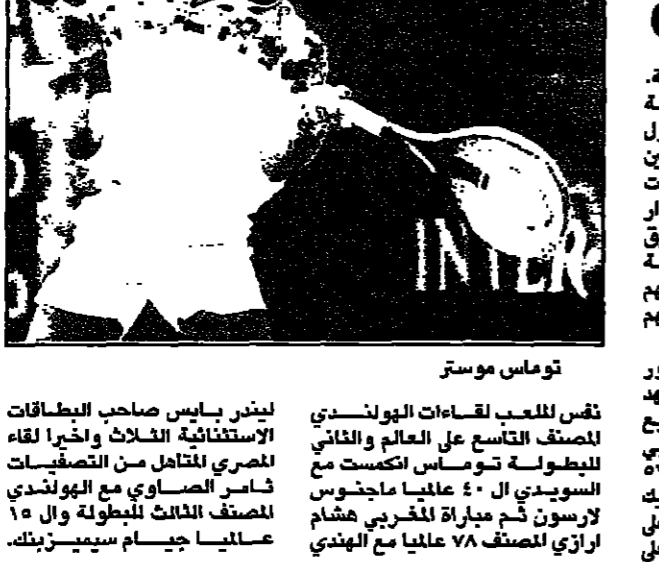 INTER
توماس موستر
نفس الملعب لقاءات الهولندي
المصنف التاسع على العالم والثاني
للبطولة توماس انكمست مع
السويدي ال ٤٠ عالميا ماجنوس
لارسون ثم مباراة المغربي هشام
ارازي المصنف ٧٨ عالميا مع الهندي
ليندر بايس صاحب البطاقات
الاستثنائية الثلاث واخيرا لقاء
المصري المتاهل من التصفيات
ثامر الصاوي مع الهولندي
المصنف الثالث للبطولة وال ١٥
عالميا جيام سيميزينك.